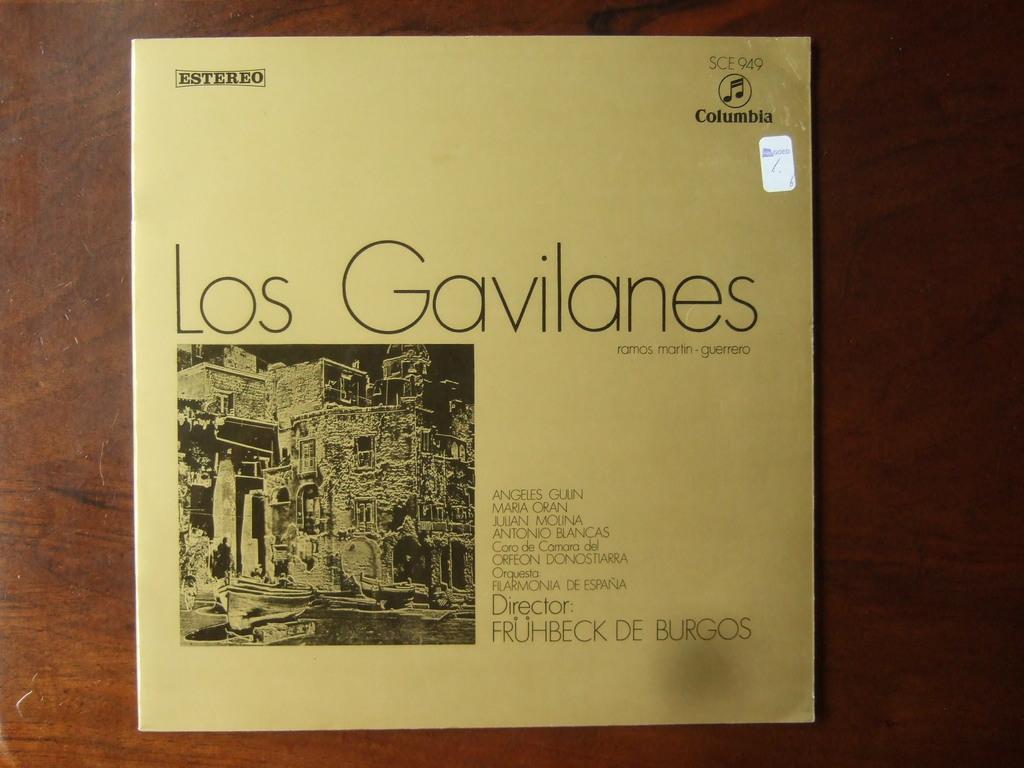 ESTEREO
SCE 949
Columbia
Los Gavilanes
ramos martin - guerrero
ANGELES GULIN
MARIA ORAN
JULIAN MOLINA
ANTONIO BLANCAS
Coro de Cámara del
ORFEON DONOSTIARRA
Orquesta:
FILARMONIA DE ESPAÑA
Director:
FRÜHBECK DE BURGOS